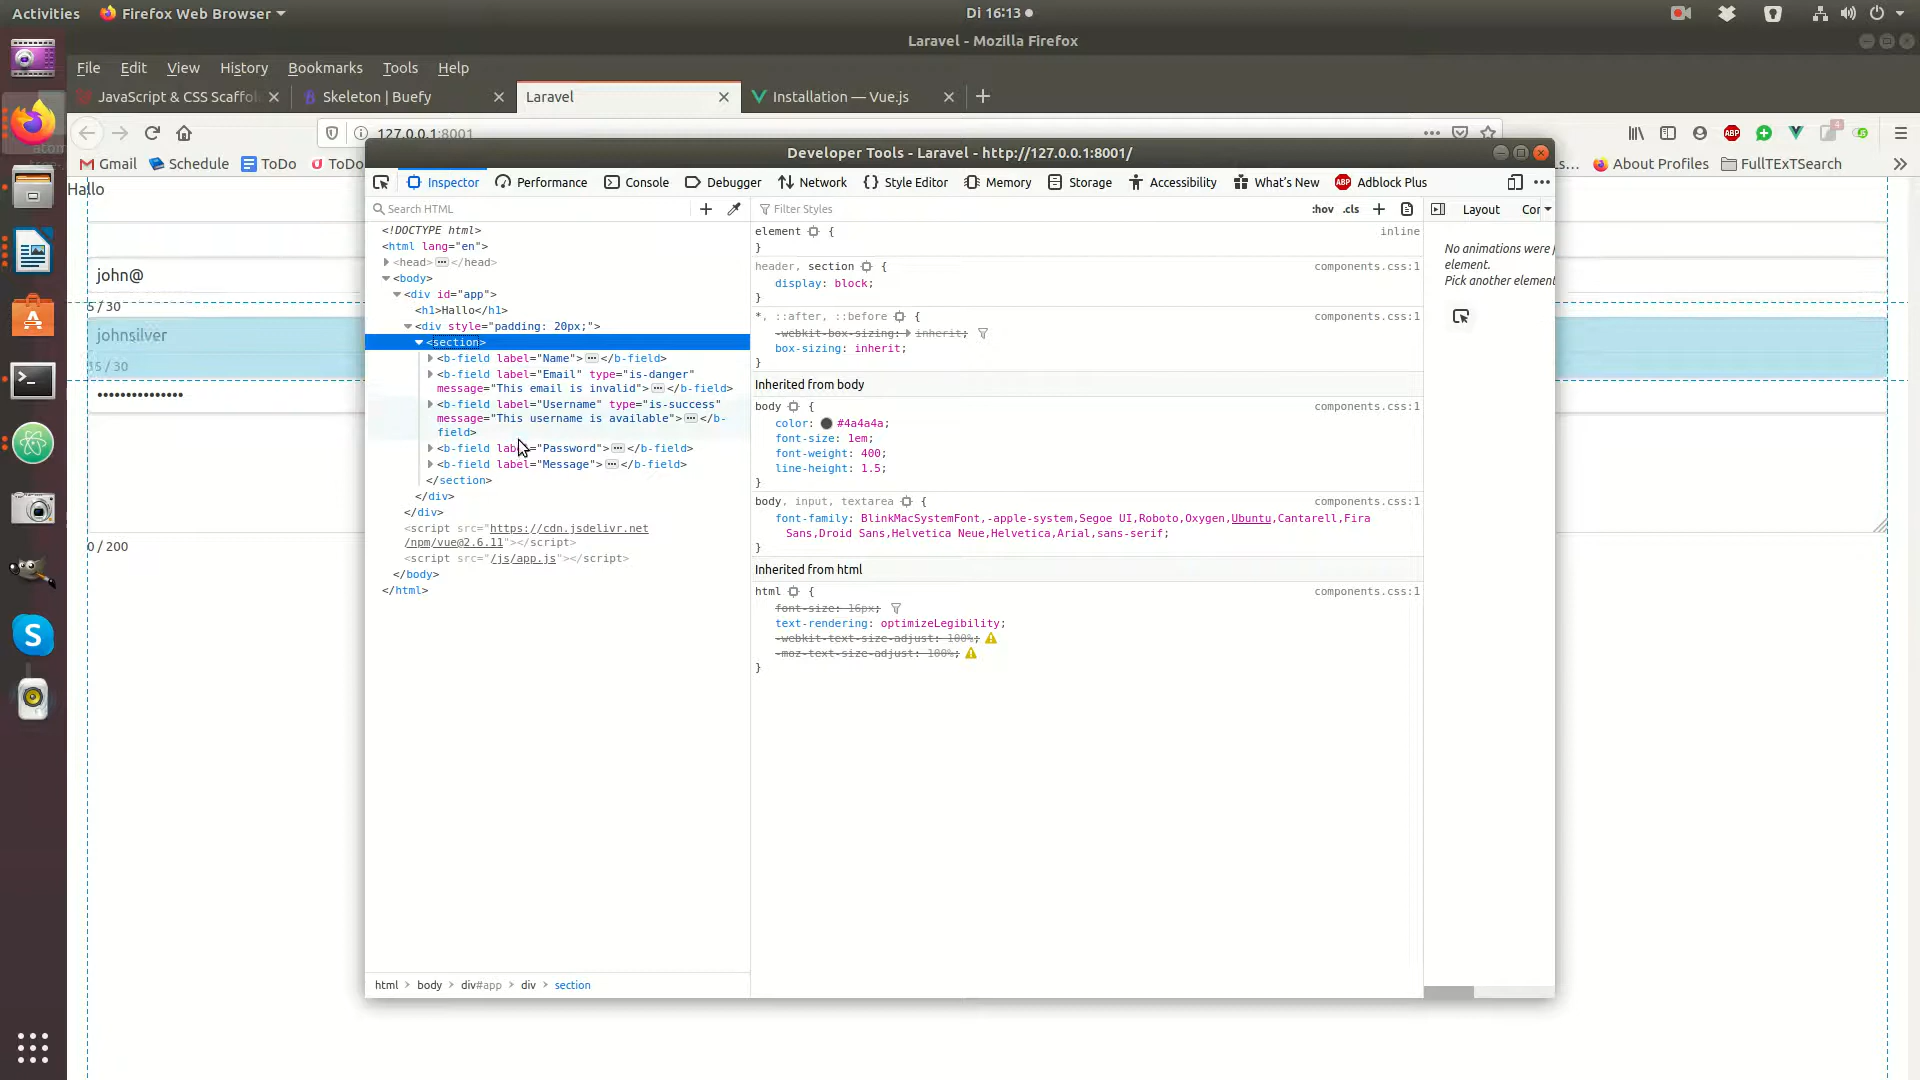 Activities Firefox Web Browser Di 16:13
Laravel - Mozilla Firefox
File Edit View History Bookmarks Tools Help
JavaScript & CSS Scaffol Skeleton | Buefy Laravel Installation — Vue.js
127.0.0.1:8001
Gmail Schedule ToDo ToDo s... About Profiles FullTExTSearch
Developer Tools - Laravel - http://127.0.0.1:8001/
Inspector Performance Console Debugger Network Style Editor Memory Storage Accessibility What's New Adblock Plus
Search HTML
Filter Styles :hov .cls
Layout Cor
Hallo
john@
5 / 30
johnsilver
/ 30
•••••••••••••••
0 / 200
<!DOCTYPE html>
<html lang="en">
<head>•••</head>
<body>
<div id="app">
<h1>Hallo</h1>
<div style="padding: 20px;">
<section>
<b-field label="Name">•••</b-field>
<b-field label="Email" type="is-danger"
message="This email is invalid">•••</b-field>
<b-field label="Username" type="is-success"
message="This username is available">•••</b-
field>
<b-field label="Password">•••</b-field>
<b-field label="Message">•••</b-field>
</section>
</div>
</div>
<script src="https://cdn.jsdelivr.net
/npm/vue@2.6.11"></script>
<script src="/js/app.js"></script>
</body>
</html>
element { inline
}
header, section { components.css:1
display: block;
}
*, ::after, ::before { components.css:1
-webkit-box-sizing: inherit;
box-sizing: inherit;
}
Inherited from body
body { components.css:1
color: #4a4a4a;
font-size: 1em;
font-weight: 400;
line-height: 1.5;
}
body, input, textarea { components.css:1
font-family: BlinkMacSystemFont,-apple-system,Segoe UI,Roboto,Oxygen,Ubuntu,Cantarell,Fira
Sans,Droid Sans,Helvetica Neue,Helvetica,Arial,sans-serif;
}
Inherited from html
html { components.css:1
font-size: 16px;
text-rendering: optimizeLegibility;
-webkit-text-size-adjust: 100%;
-moz-text-size-adjust: 100%;
}
No animations were
element.
Pick another element
html > body > div#app > div > section